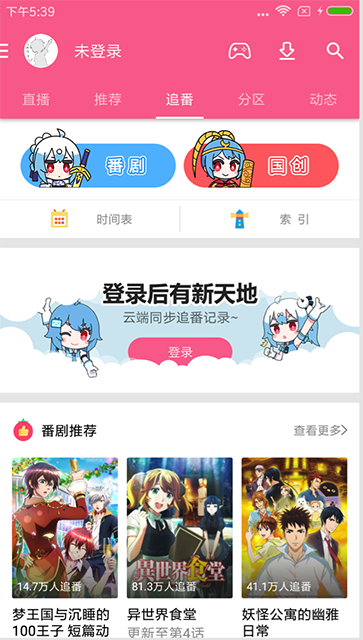 下午5:39
未登录
直播 推荐 追番 分区 动态
番剧 国创
时间表 索引
登录后有新天地
云端同步追番记录~
登录
番剧推荐 查看更多>
異世界食堂
14.7万人追番 85.2万人追番 41.1万人追番
梦王国与沉睡的 异世界食堂 妖怪公寓的幽雅
100王子 短篇动 更新至第4话 日常